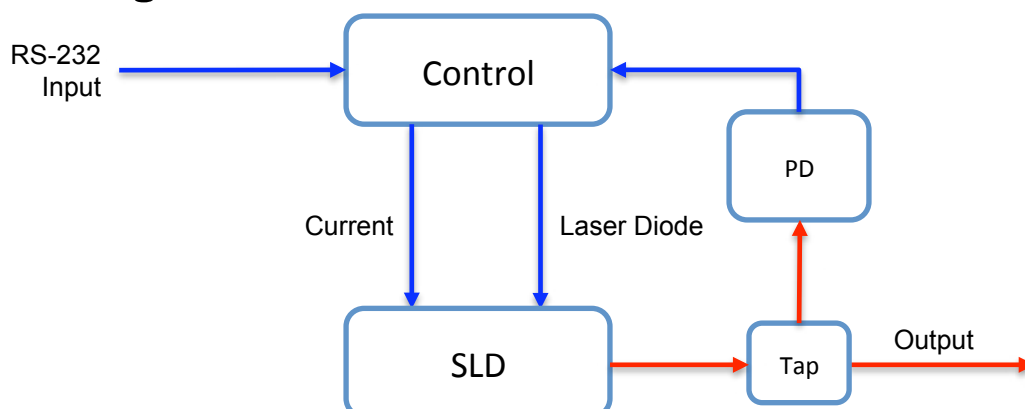 RS-232
Input
Control
PD
Current
Laser Diode
SLD
Tap
Output